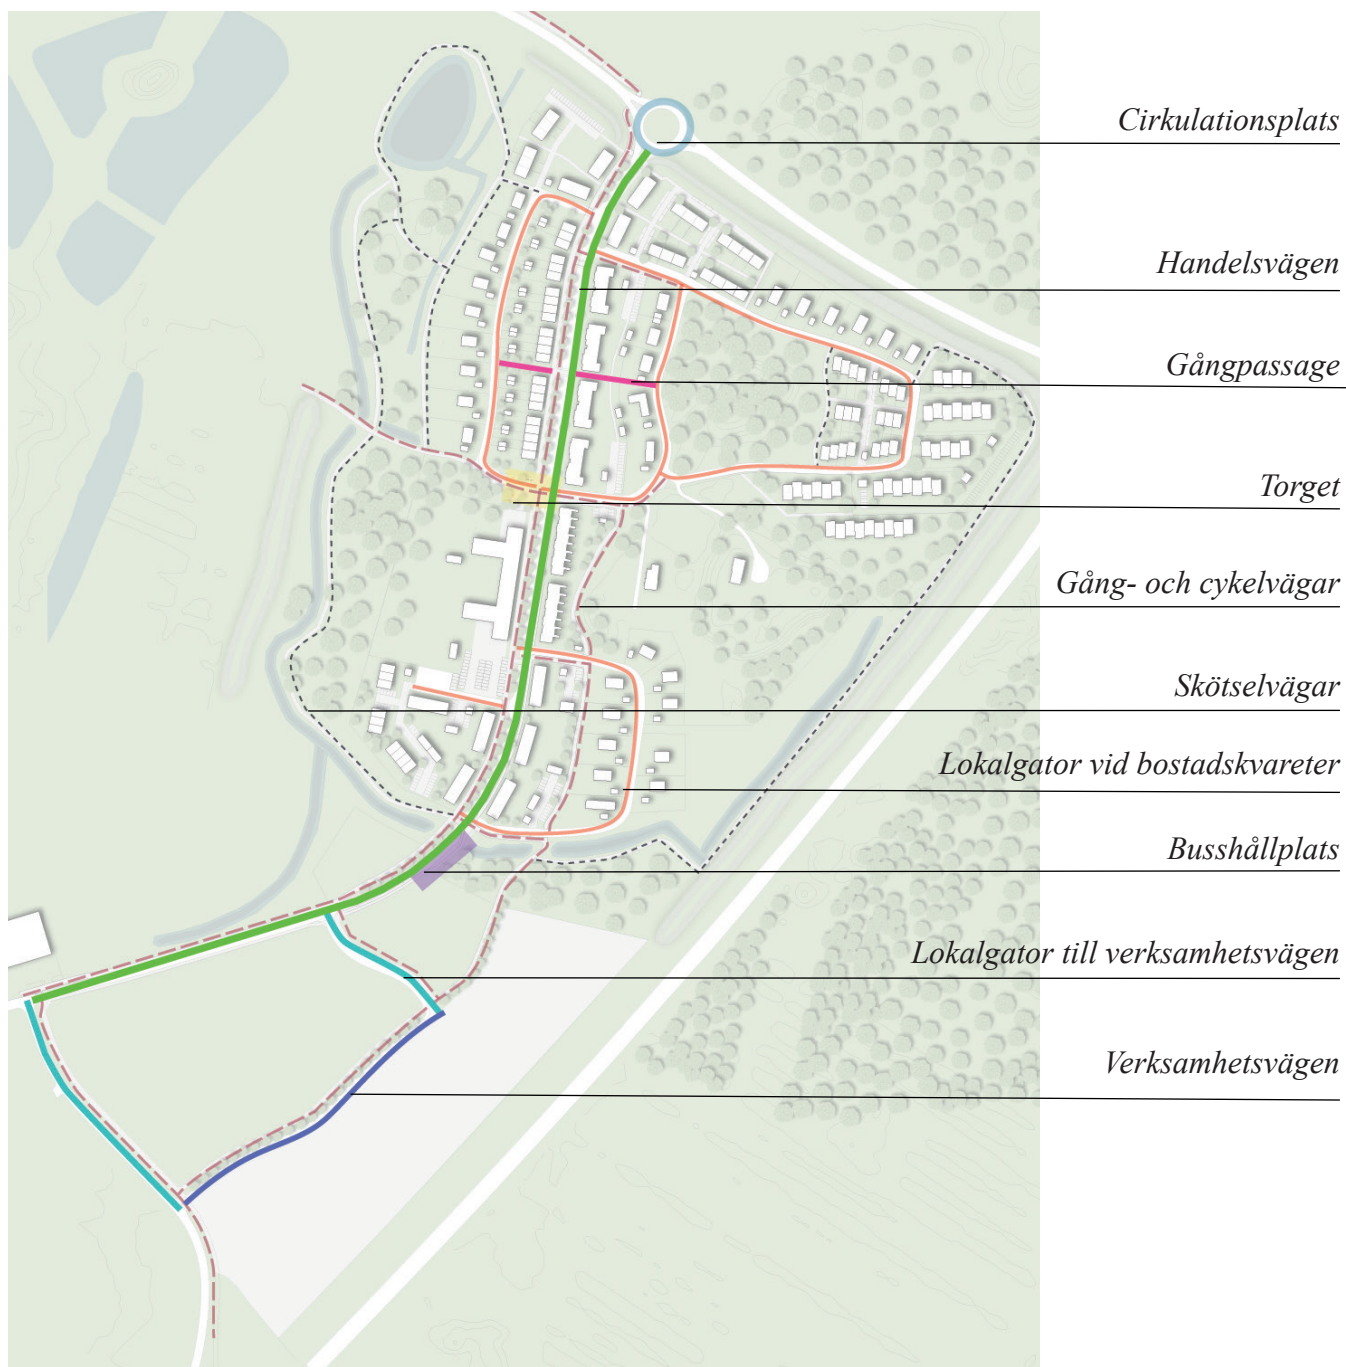 Cirkulationsplats
Handelsvägen
Gångpassage
Torget
Gång- och cykelvägar
Skötselvägar
Lokalgator vid bostadskvareter
Busshållplats
Lokalgator till verksamhetsvägen
Verksamhetsvägen